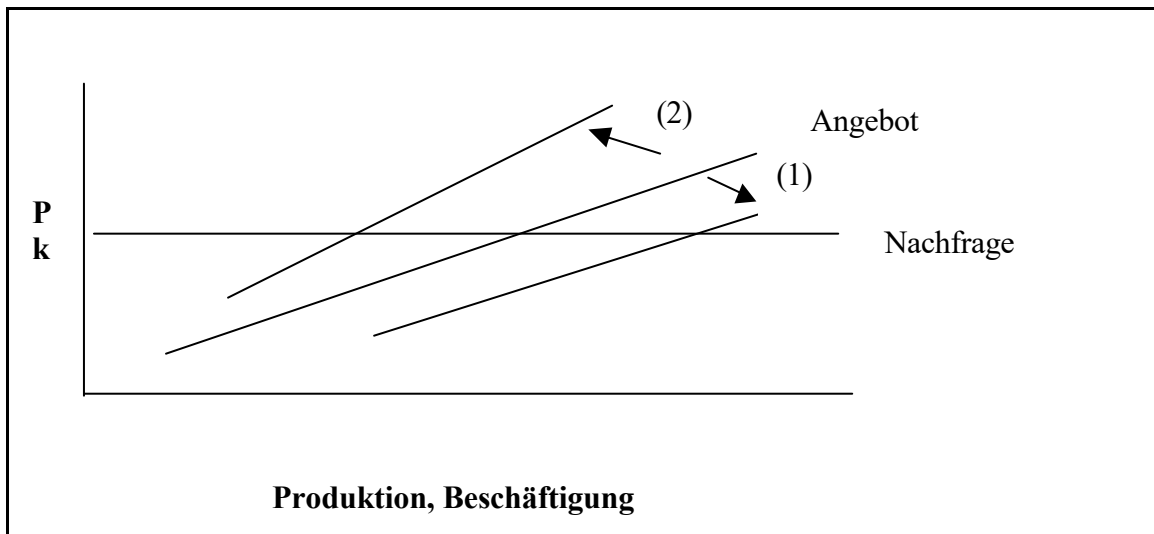 (2)
Angebot
(1)
P
k
Nachfrage
Produktion, Beschäftigung